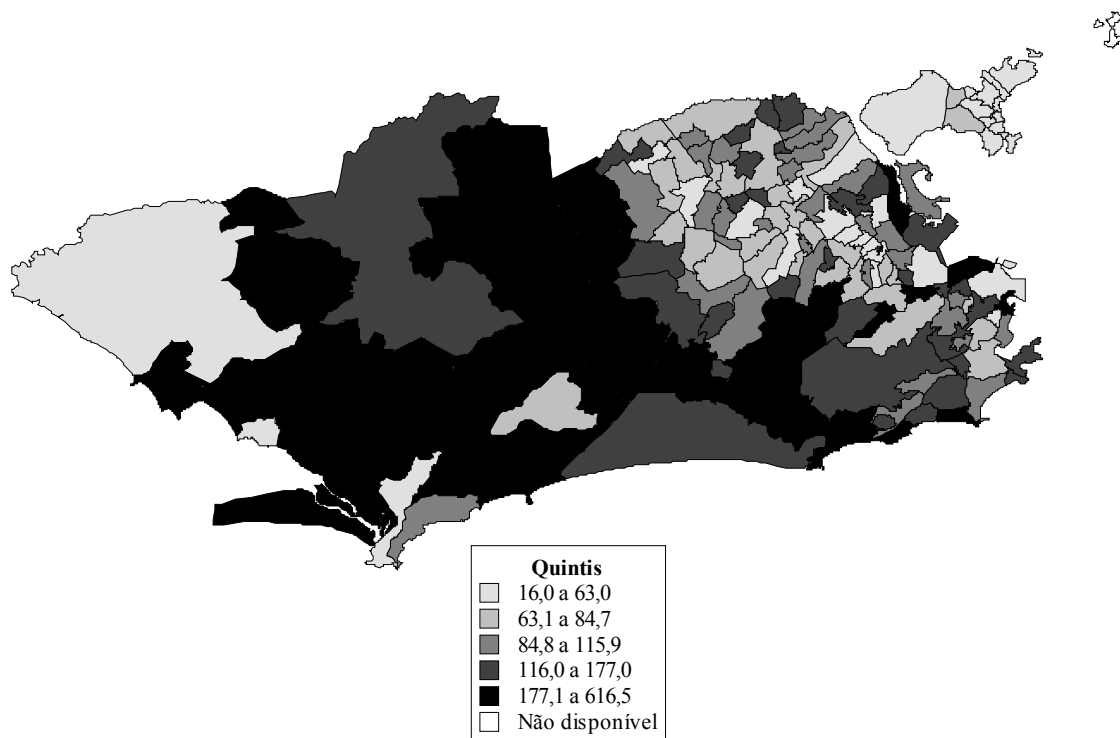 Quintis
16,0 a 63,0
63,1 a 84,7
84,8 a 115,9
116,0 a 177,0
177,1 a 616,5
Não disponível